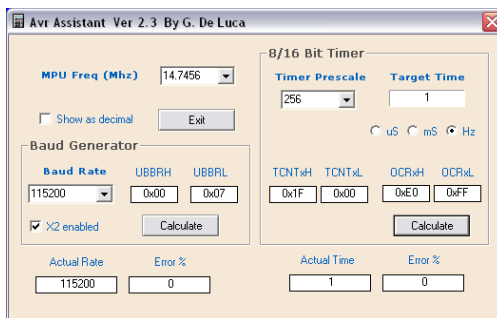 Avr Assistant Ver 2.3 By G. De Luca
MPU Freq (Mhz)
14.7456
Show as decimal
Exit
Baud Generator
Baud Rate
UBBRH
UBBRL
115200
0x00
0x07
X2 enabled
Calculate
Actual Rate
Error %
115200
0
8/16 Bit Timer
Timer Prescale
Target Time
256
1
uS
mS
Hz
TCNTxH
TCNTxL
OCRxH
OCRxL
0x1F
0x00
0xE0
0xFF
Calculate
Actual Time
Error %
1
0